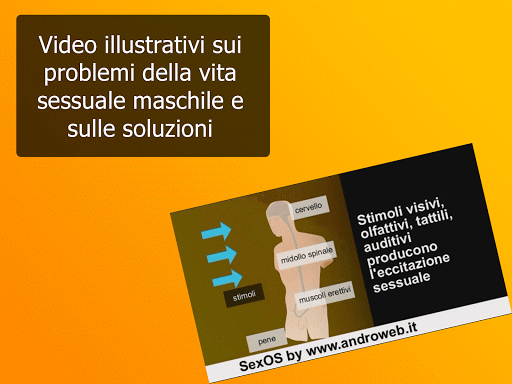 Video illustrativi sui
problemi della vita
sessuale maschile e
sulle soluzioni
cervello
midollo spinale
muscoli erettivi
stimoli
pene
Stimoli visivi,
olfattivi, tattili,
auditivi
producono
l'eccitazione
sessuale
SexOS by www.androweb.it